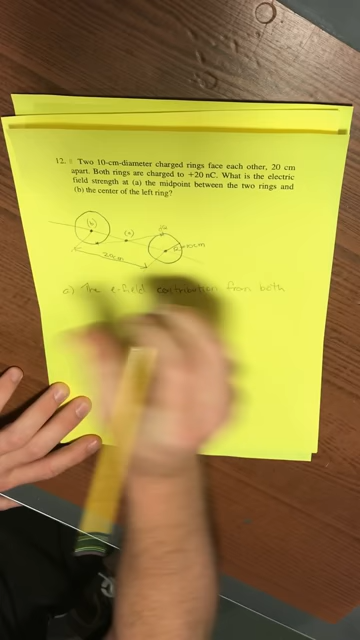 12. Two 10-cm-diameter charged rings face each other, 20 cm
apart. Both rings are charged to +20 nC. What is the electric
field strength at (a) the midpoint between the two rings and
(b) the center of the left ring?
(b)
(a)
20cm
a) The e-field contribution from both